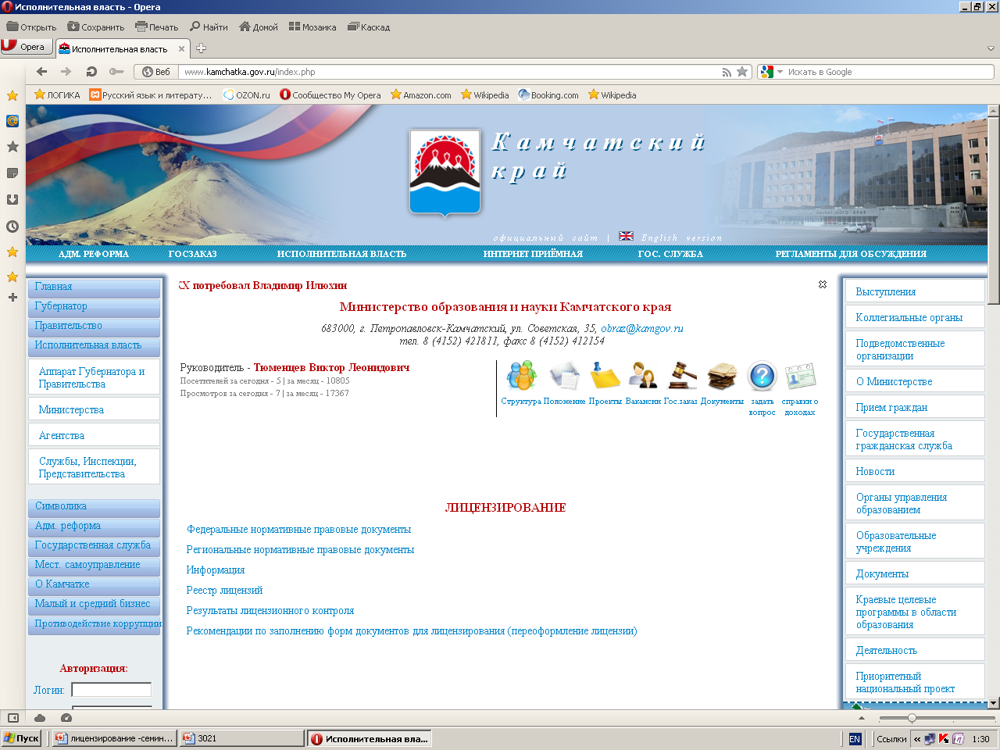 Исполнительная власть - Opera
Открыть Сохранить Печать Найти Домой Мозаика Каскад
Opera Исполнительная власть
Веб www.kamchatka.gov.ru/index.php Искать в Google
ЛОГИКА Русский язык и литерату... OZON.ru Сообщество My Opera Amazon.com Wikipedia Booking.com Wikipedia
Камчатский
край
официальный сайт | English version
АДМ. РЕФОРМА ГОСЗАКАЗ ИСПОЛНИТЕЛЬНАЯ ВЛАСТЬ ИНТЕРНЕТ ПРИЁМНАЯ ГОС. СЛУЖБА РЕГЛАМЕНТЫ ДЛЯ ОБСУЖДЕНИЯ
Главная
Губернатор
Правительство
Исполнительная власть
Аппарат Губернатора и
Правительства
Министерства
Агентства
Службы, Инспекции,
Представительства
Символика
Адм. реформа
Государственная служба
Мест. самоуправление
О Камчатке
Малый и средний бизнес
Противодействие коррупции
Авторизация:
Логин:
КХ потребовал Владимир Илюхин
Министерство образования и науки Камчатского края
683000, г. Петропавловск-Камчатский, ул. Советская, 35, obraz@kamgov.ru
тел. 8 (4152) 421811, факс 8 (4152) 412154
Руководитель - Тюменцев Виктор Леонидович
Посетителей за сегодня - 5 | за месяц - 10805
Просмотров за сегодня - 7 | за месяц - 17367
Структура Положение Проекты Вакансии Гос.заказ Документы задать справки о
вопрос доходах
ЛИЦЕНЗИРОВАНИЕ
Федеральные нормативные правовые документы
Региональные нормативные правовые документы
Информация
Реестр лицензий
Результаты лицензионного контроля
Рекомендации по заполнению форм документов для лицензирования (переоформление лицензии)
Выступления
Коллегиальные органы
Подведомственные
организации
О Министерстве
Прием граждан
Государственная
гражданская служба
Новости
Органы управления
образованием
Образовательные
учреждения
Документы
Краевые целевые
программы в области
образования
Деятельность
Приоритетный
национальный проект
Пуск лицензирование -семин... 3021 Исполнительная вла... EN Ссылки « 1:30